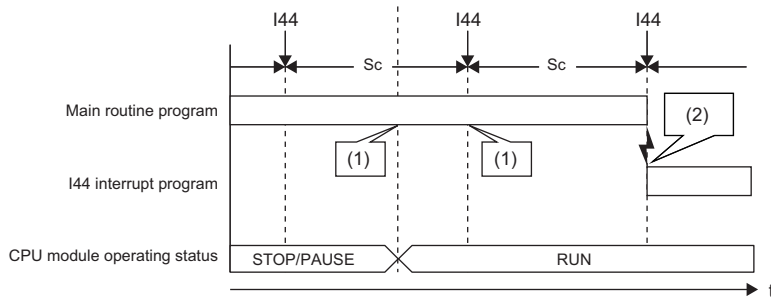 I44 I44 I44
Sc Sc
Main routine program
(2)
(1) (1)
I44 interrupt program
CPU module operating status STOP/PAUSE RUN
t